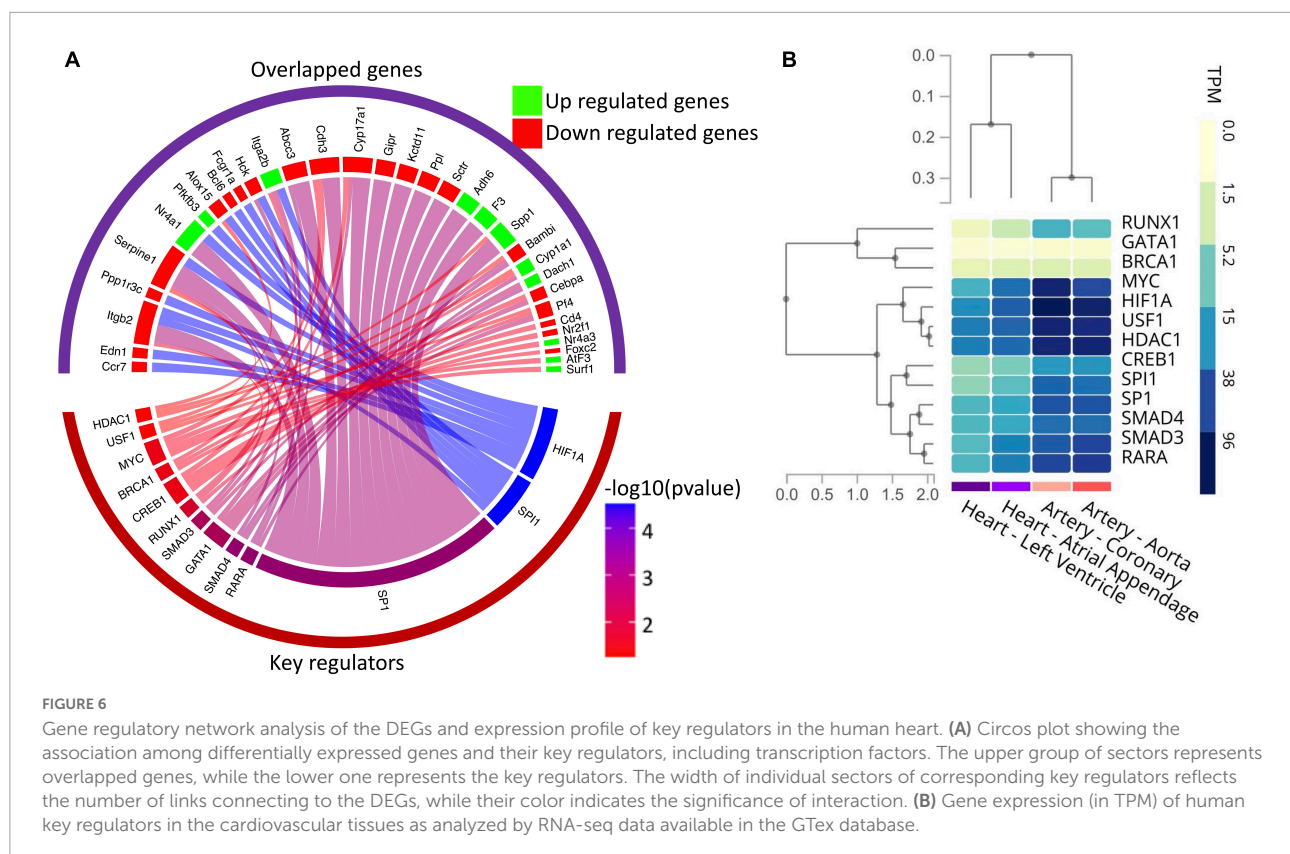 A
Overlapped genes
Up regulated genes
Down regulated genes
Ccr7
Edn1
Itgb2
Ppp1r3c
Serpine1
Nr4a1
Pfkfb3
Alox15
Bcl6
Fcgr1a
Hck
Itga2b
Abcc3
Cdh3
Cyp17a1
Gipr
Kctd11
Ppl
Sctr
Adh6
F3
Spp1
Bambi
Cyp1a1
Dach1
Cebpa
Pf4
Cd4
Nr2f1
Nr4a3
Foxc2
AtF3
Surf1
HDAC1
USF1
MYC
BRCA1
CREB1
RUNX1
SMAD3
GATA1
SMAD4
RARA
SP1
SPI1
HIF1A
Key regulators
-log10(pvalue)
4
3
2
B
0.0
0.1
0.2
0.3
TPM
0.0
1.5
5.2
15
38
96
RUNX1
GATA1
BRCA1
MYC
HIF1A
USF1
HDAC1
CREB1
SPI1
SP1
SMAD4
SMAD3
RARA
0.0 0.5 1.0 1.5 2.0
Heart - Left Ventricle
Heart - Atrial Appendage
Artery - Coronary
Artery - Aorta
FIGURE 6
Gene regulatory network analysis of the DEGs and expression profile of key regulators in the human heart. (A) Circos plot showing the
association among differentially expressed genes and their key regulators, including transcription factors. The upper group of sectors represents
overlapped genes, while the lower one represents the key regulators. The width of individual sectors of corresponding key regulators reflects
the number of links connecting to the DEGs, while their color indicates the significance of interaction. (B) Gene expression (in TPM) of human
key regulators in the cardiovascular tissues as analyzed by RNA-seq data available in the GTex database.